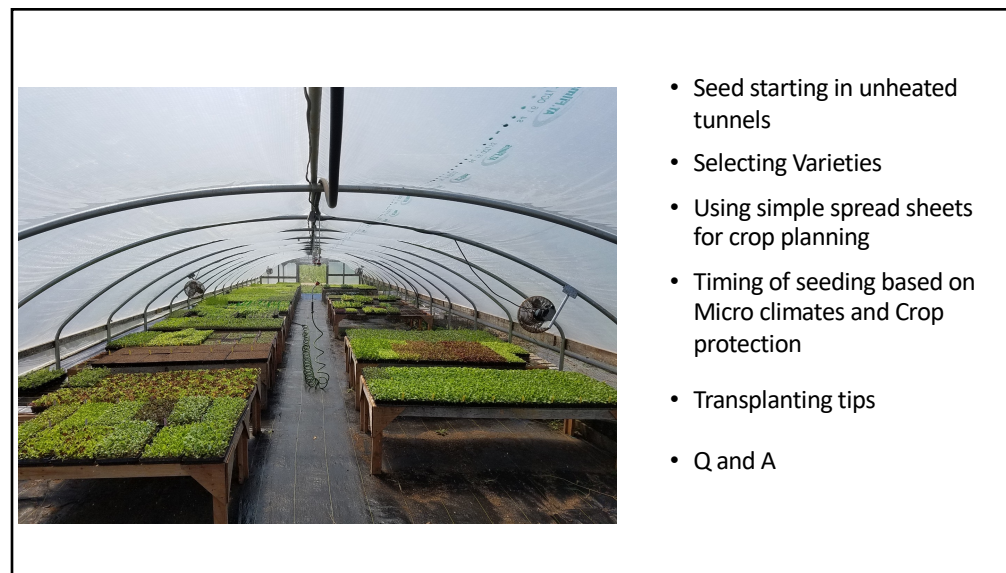 • Seed starting in unheated
tunnels
• Selecting Varieties
• Using simple spread sheets
for crop planning
• Timing of seeding based on
Micro climates and Crop
protection
• Transplanting tips
• Q and A